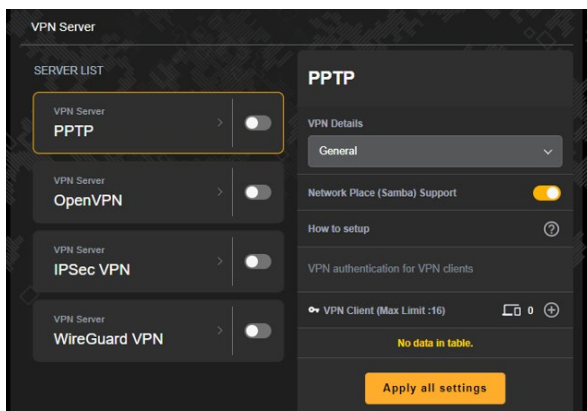 VPN Server
SERVER LIST
VPN Server
PPTP
VPN Server
OpenVPN
VPN Server
IPSec VPN
VPN Server
WireGuard VPN
PPTP
VPN Details
General
Network Place (Samba) Support
How to setup
VPN authentication for VPN clients
VPN Client (Max Limit :16) 0
No data in table.
Apply all settings